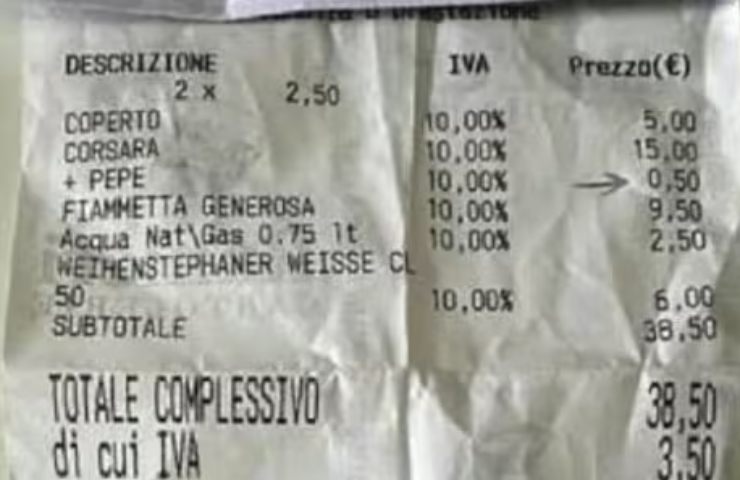 o Prestazione
DESCRIZIONE IVA Prezzo(€)
2 x 2,50
COPERTO 10,00% 5,00
CORSARA 10,00% 15,00
+ PEPE 10,00% 0,50
FIAMMETTA GENEROSA 10,00% 9,50
Acqua Nat\Gas 0.75 lt 10,00% 2,50
WEIHENSTEPHANER WEISSE CL
50 10,00% 6,00
SUBTOTALE 38,50
TOTALE COMPLESSIVO 38,50
di cui IVA 3,50